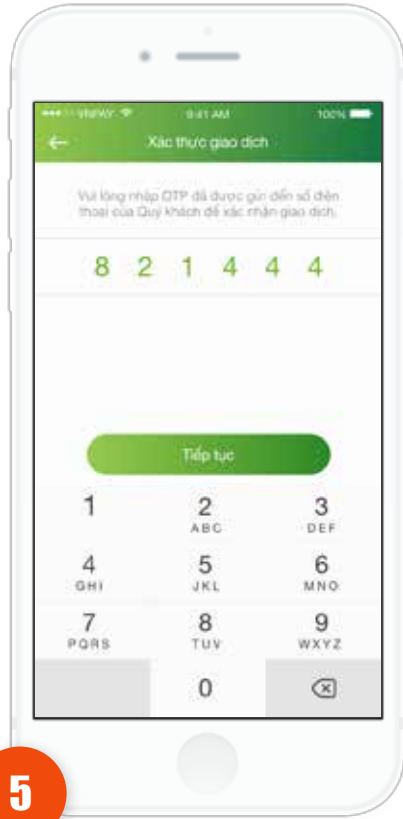 9:41 AM 100%
Xác thực giao dịch
Vui lòng nhập OTP đã được gửi đến số điện
thoại của Quý khách để xác nhận giao dịch.
8 2 1 4 4 4
Tiếp tục
1 2 3
ABC DEF
4 5 6
GHI JKL MNO
7 8 9
PQRS TUV WXYZ
0
5